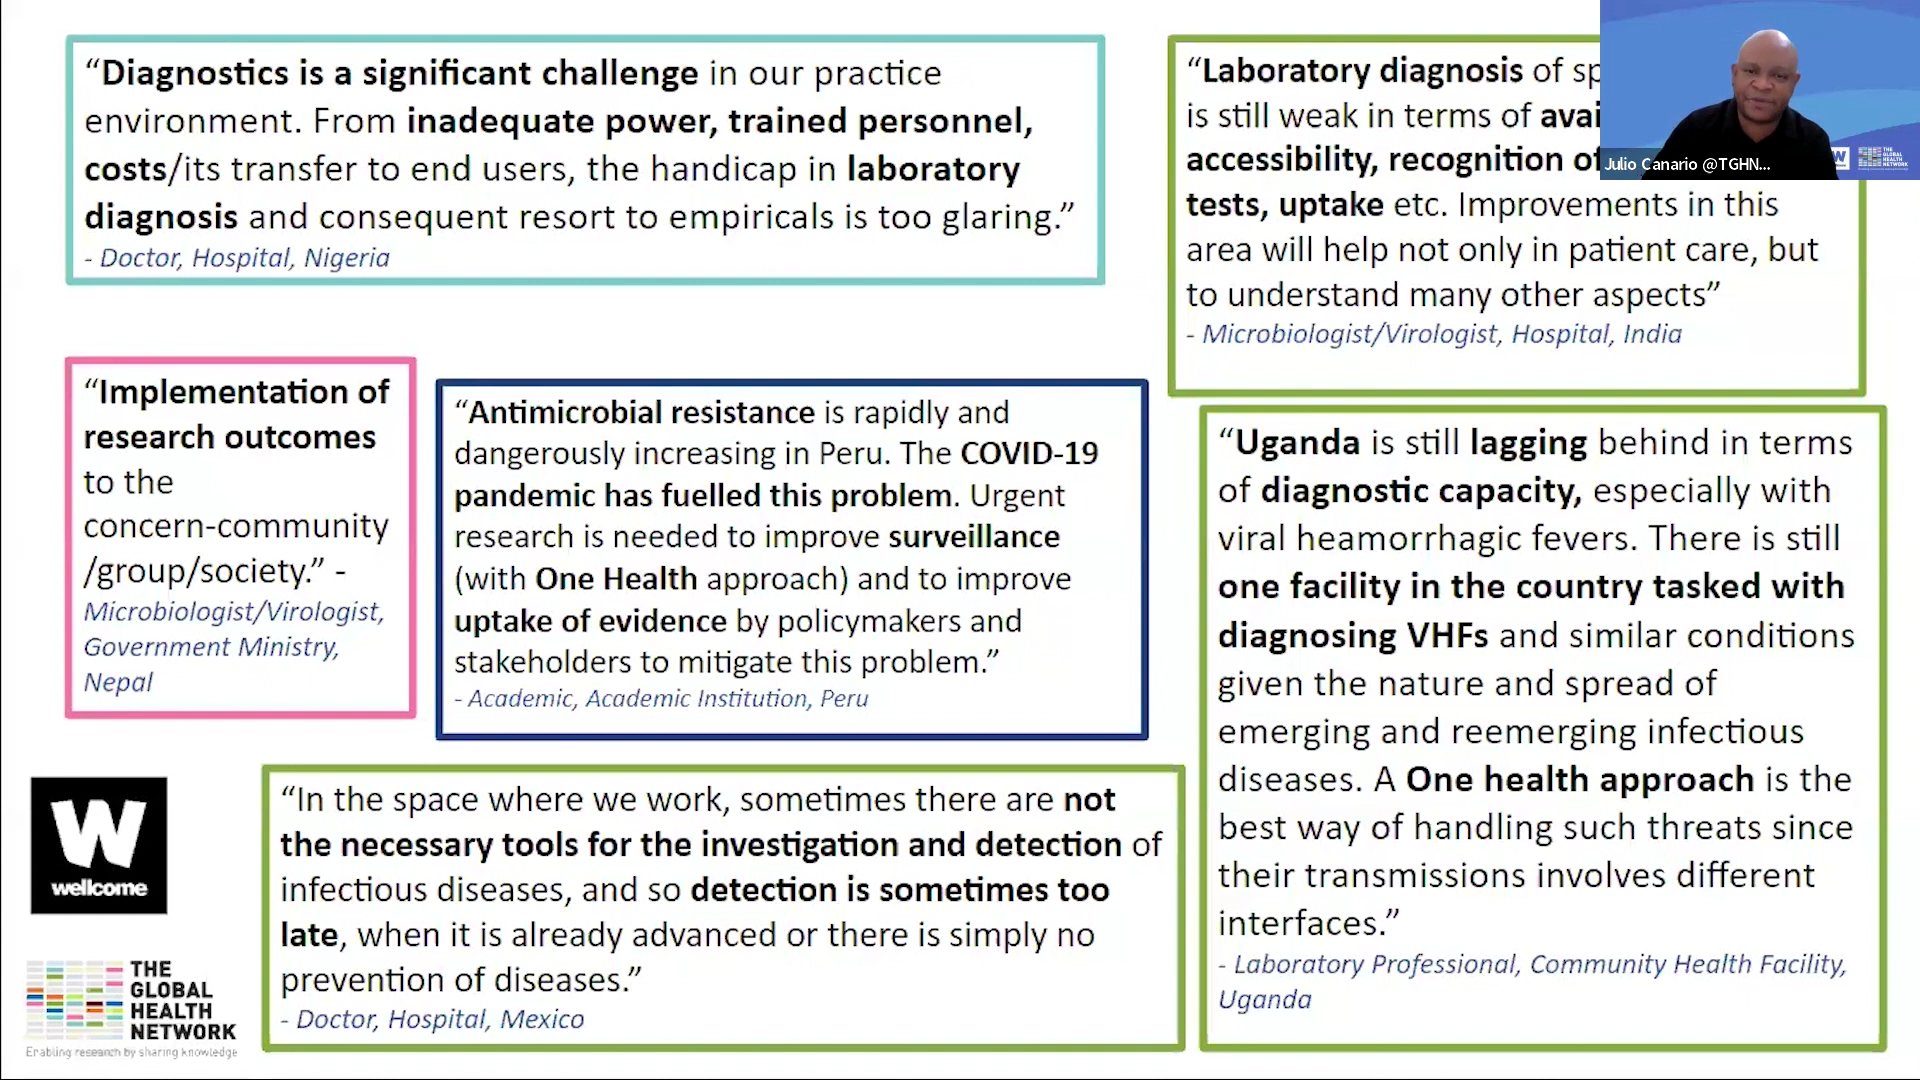 “Diagnostics is a significant challenge in our practice
environment. From inadequate power, trained personnel,
costs/its transfer to end users, the handicap in laboratory
diagnosis and consequent resort to empiricals is too glaring.”
- Doctor, Hospital, Nigeria
“Laboratory diagnosis of
is still weak in terms of
accessibility, recognition
tests, uptake etc. Improvements in this
area will help not only in patient care, but
to understand many other aspects”
- Microbiologist/Virologist, Hospital, India
Julio Canario @TGHN...
W
THE
GLOBAL
HEALTH
NETWORK
“Implementation of
research outcomes
to the
concern-community
/group/society.” -
Microbiologist/Virologist,
Government Ministry,
Nepal
“Antimicrobial resistance is rapidly and
dangerously increasing in Peru. The COVID-19
pandemic has fuelled this problem. Urgent
research is needed to improve surveillance
(with One Health approach) and to improve
uptake of evidence by policymakers and
stakeholders to mitigate this problem.”
- Academic, Academic Institution, Peru
“Uganda is still lagging behind in terms
of diagnostic capacity, especially with
viral heamorrhagic fevers. There is still
one facility in the country tasked with
diagnosing VHFs and similar conditions
given the nature and spread of
emerging and reemerging infectious
diseases. A One health approach is the
best way of handling such threats since
their transmissions involves different
interfaces.”
- Laboratory Professional, Community Health Facility,
Uganda
“In the space where we work, sometimes there are not
the necessary tools for the investigation and detection of
infectious diseases, and so detection is sometimes too
late, when it is already advanced or there is simply no
prevention of diseases.”
- Doctor, Hospital, Mexico
W
wellcome
THE
GLOBAL
HEALTH
NETWORK
Enabling research by sharing knowledge